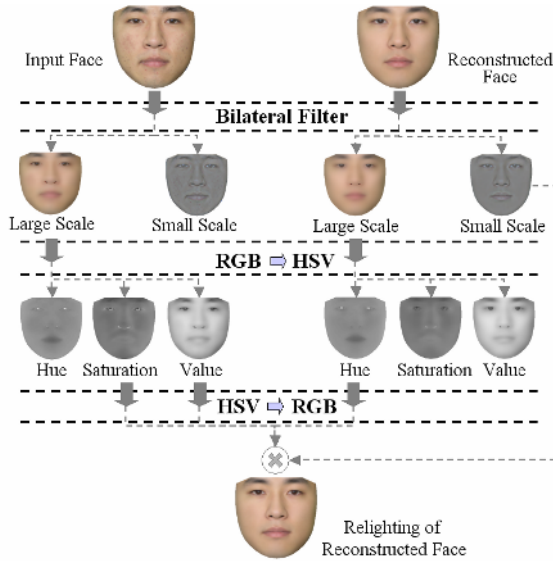 Input Face
Reconstructed
Face
Bilateral Filter
Large Scale
Small Scale
Large Scale
Small Scale
RGB ⇨ HSV
Hue
Saturation
Value
Hue
Saturation
Value
HSV ⇨ RGB
Relighting of
Reconstructed Face